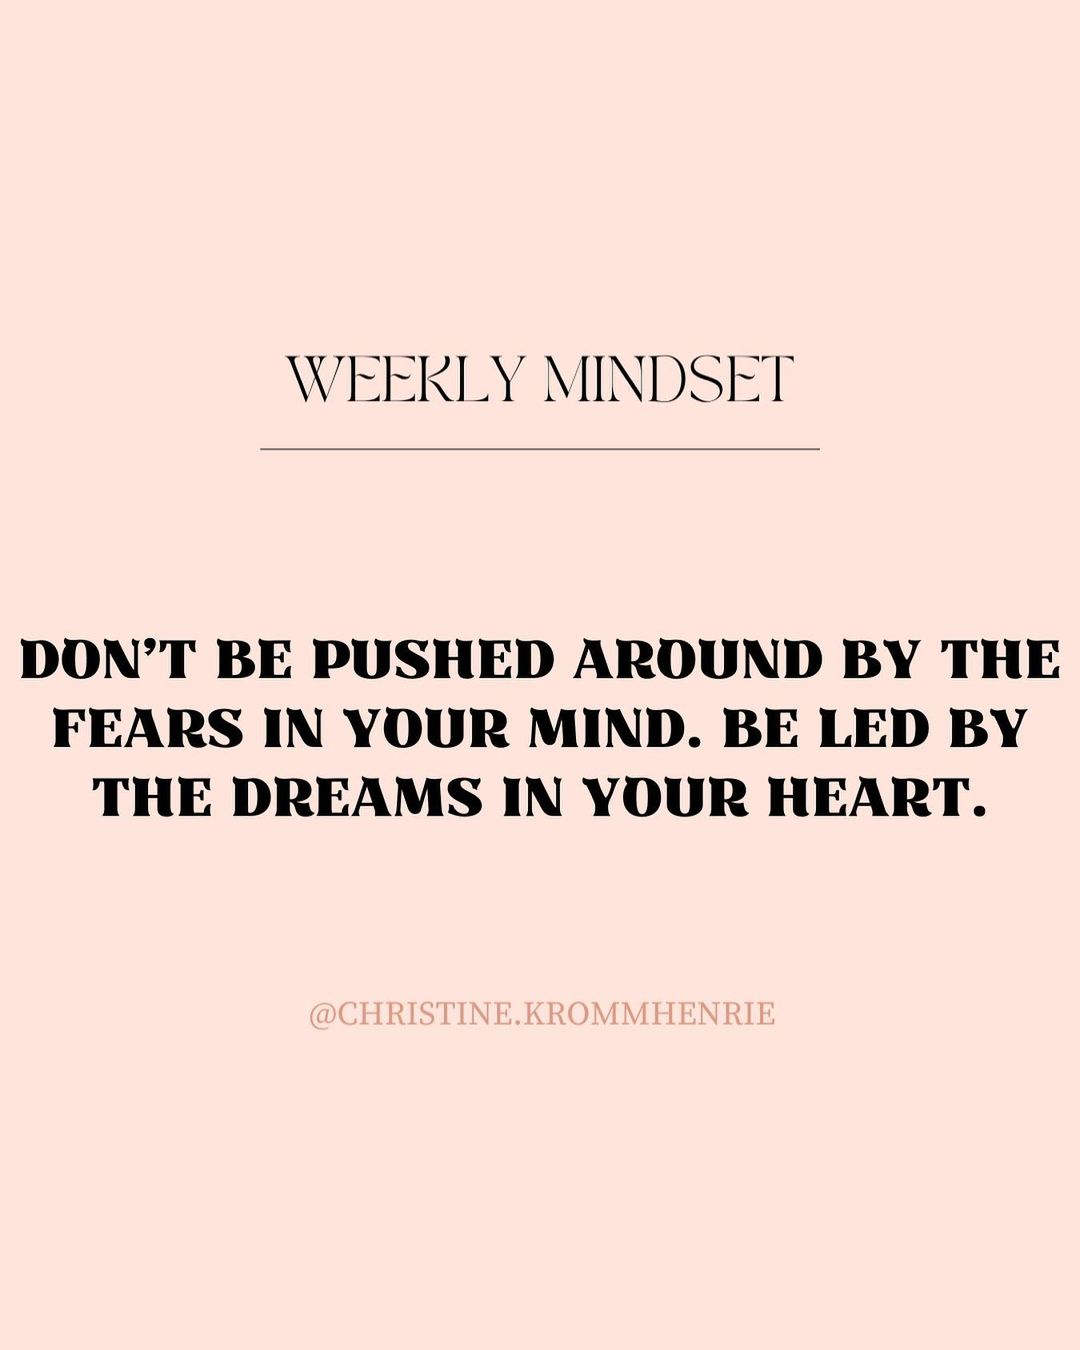 WEEKLY MINDSET
DON'T BE PUSHED AROUND BY THE
FEARS IN YOUR MIND. BE LED BY
THE DREAMS IN YOUR HEART.
@CHRISTINE.KROMMHENRIE